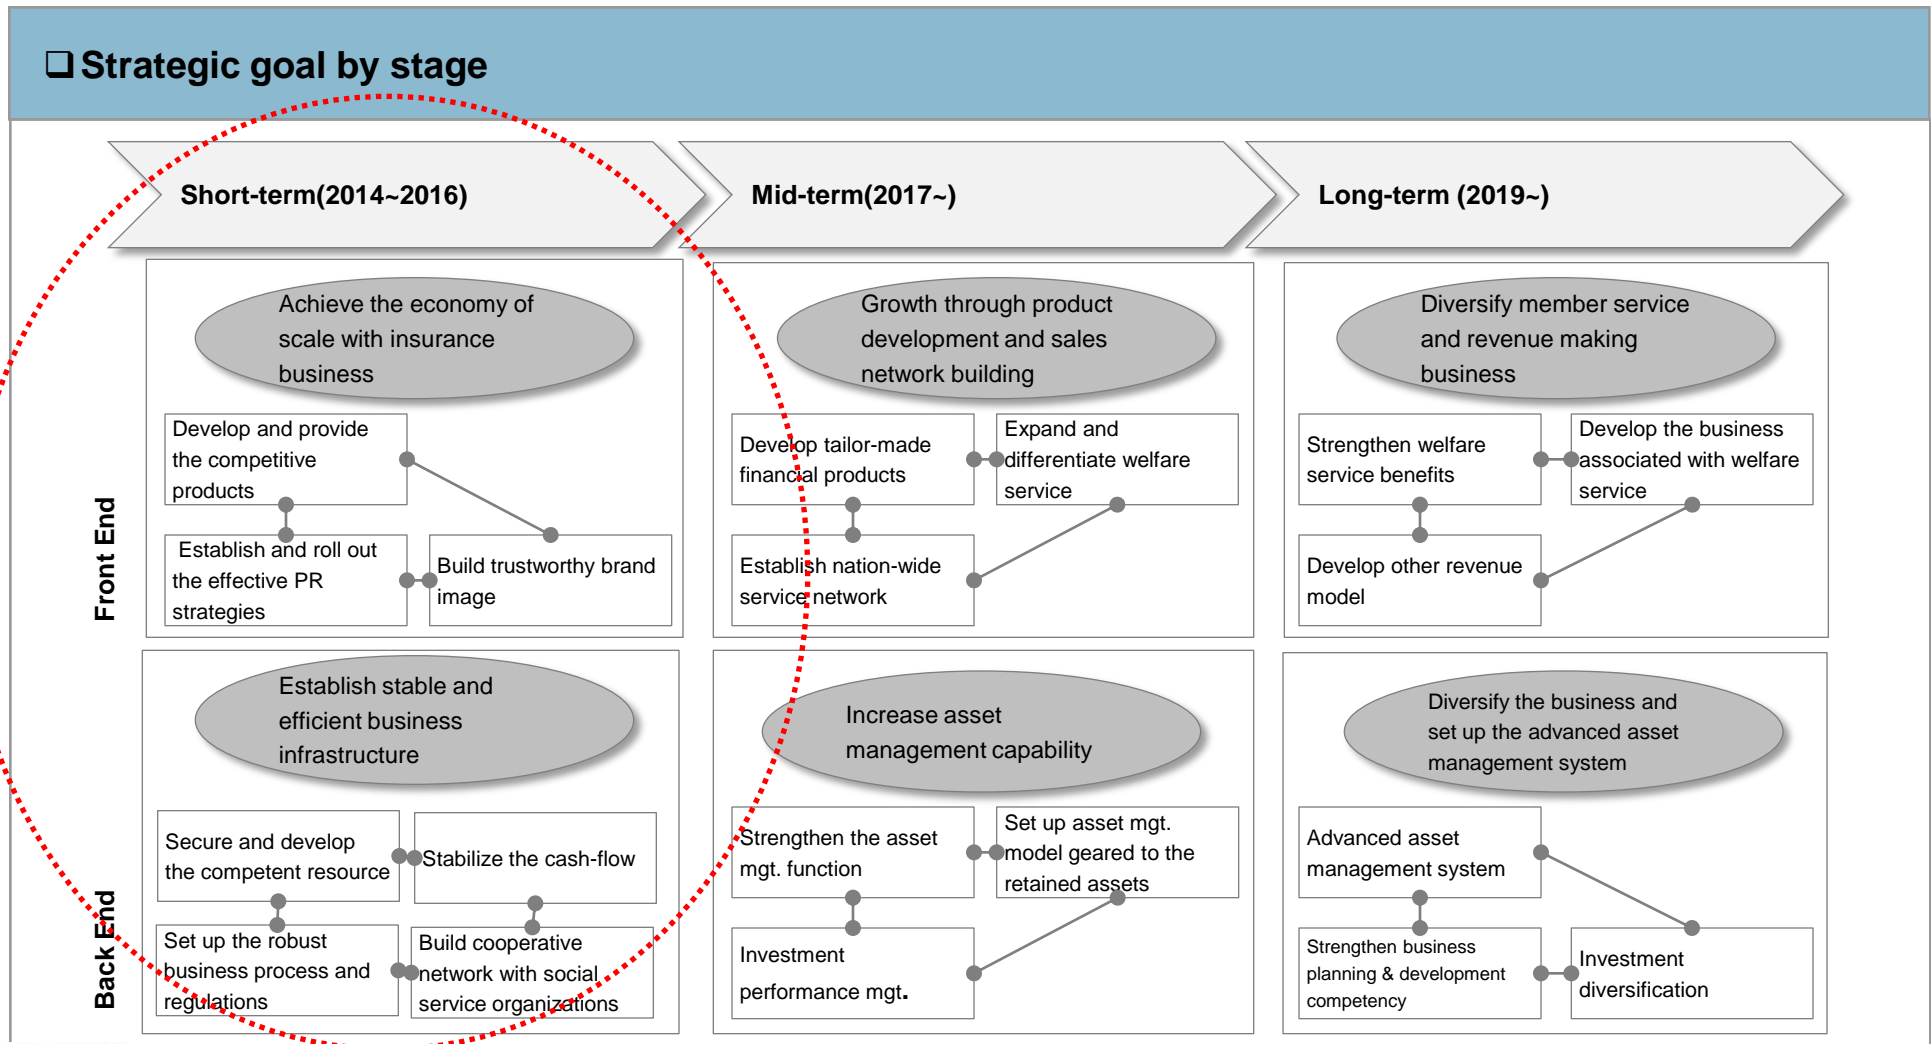 ❑ Strategic goal by stage
Short-term(2014~2016)
Mid-term(2017~)
Long-term (2019~)
Front End
Achieve the economy of
scale with insurance
business
Develop and provide
the competitive
products
Establish and roll out
the effective PR
strategies
Build trustworthy brand
image
Growth through product
development and sales
network building
Develop tailor-made
financial products
Expand and
differentiate welfare
service
Establish nation-wide
service network
Diversify member service
and revenue making
business
Strengthen welfare
service benefits
Develop the business
associated with welfare
service
Develop other revenue
model
Back End
Establish stable and
efficient business
infrastructure
Secure and develop
the competent resource
Stabilize the cash-flow
Set up the robust
business process and
regulations
Build cooperative
network with social
service organizations
Increase asset
management capability
Strengthen the asset
mgt. function
Set up asset mgt.
model geared to the
retained assets
Investment
performance mgt.
Diversify the business and
set up the advanced asset
management system
Advanced asset
management system
Strengthen business
planning & development
competency
Investment
diversification